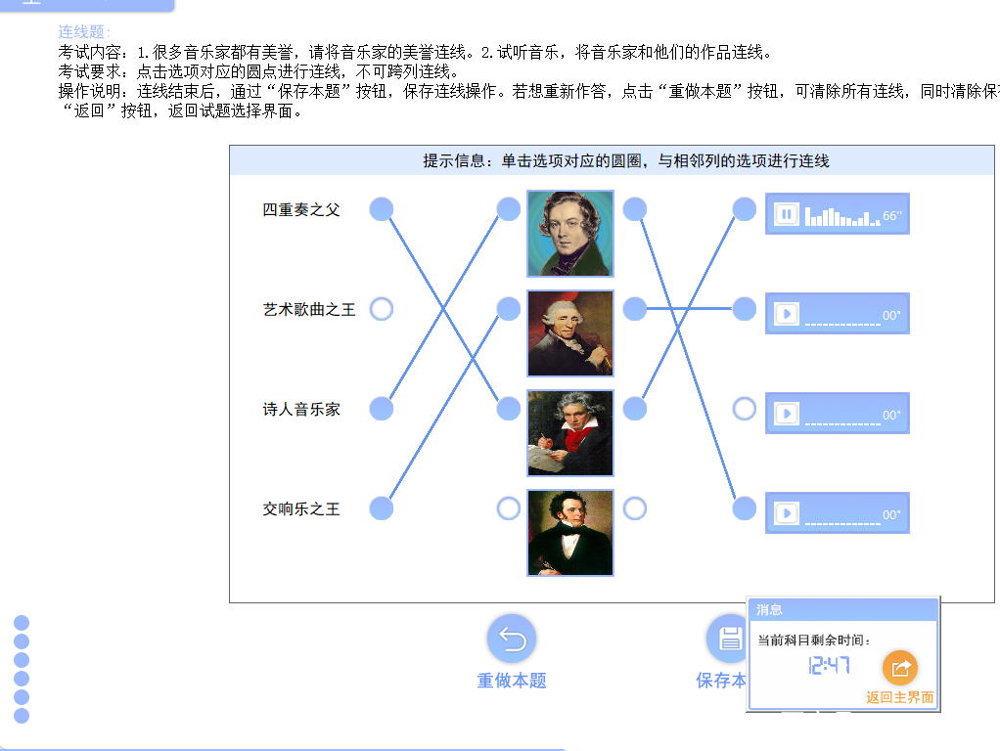 连线题:
考试内容：1.很多音乐家都有美誉，请将音乐家的美誉连线。2.试听音乐，将音乐家和他们的作品连线。
考试要求：点击选项对应的圆点进行连线，不可跨列连线。
操作说明：连线结束后，通过“保存本题”按钮，保存连线操作。若想重新作答，点击“重做本题”按钮，可清除所有连线，同时清除保
“返回”按钮，返回试题选择界面。
提示信息：单击选项对应的圆圈，与相邻列的选项进行连线
四重奏之父
66''
艺术歌曲之王
00"
诗人音乐家
00"
交响乐之王
00"
消息
当前科目剩余时间：
12:47
返回主界面
重做本题
保存本